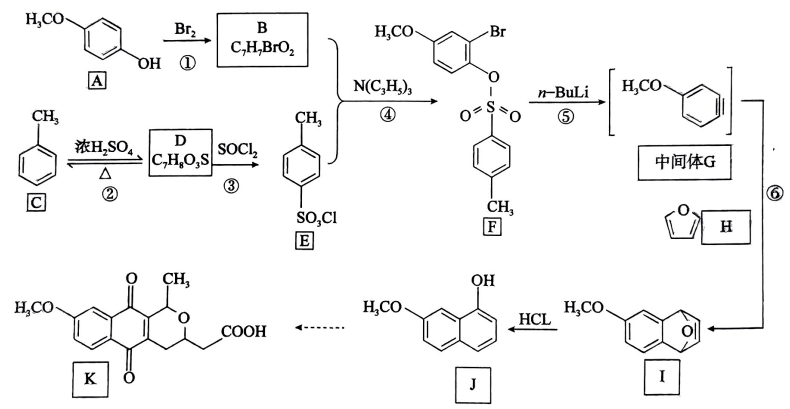 H₃CO
OH
A
Br₂
①
B
C₇H₇BrO₂
CH₃
C
浓H₂SO₄
△
②
D
C₇H₈O₃S
SOCl₂
③
CH₃
SO₃Cl
E
N(C₃H₅)₃
④
H₃CO
Br
O
O
S
O
CH₃
F
n-BuLi
⑤
H₃CO
中间体G
⑥
O
H
H₃CO
O
I
HCL
OH
H₃CO
J
O
CH₃
H₃CO
O
COOH
O
K